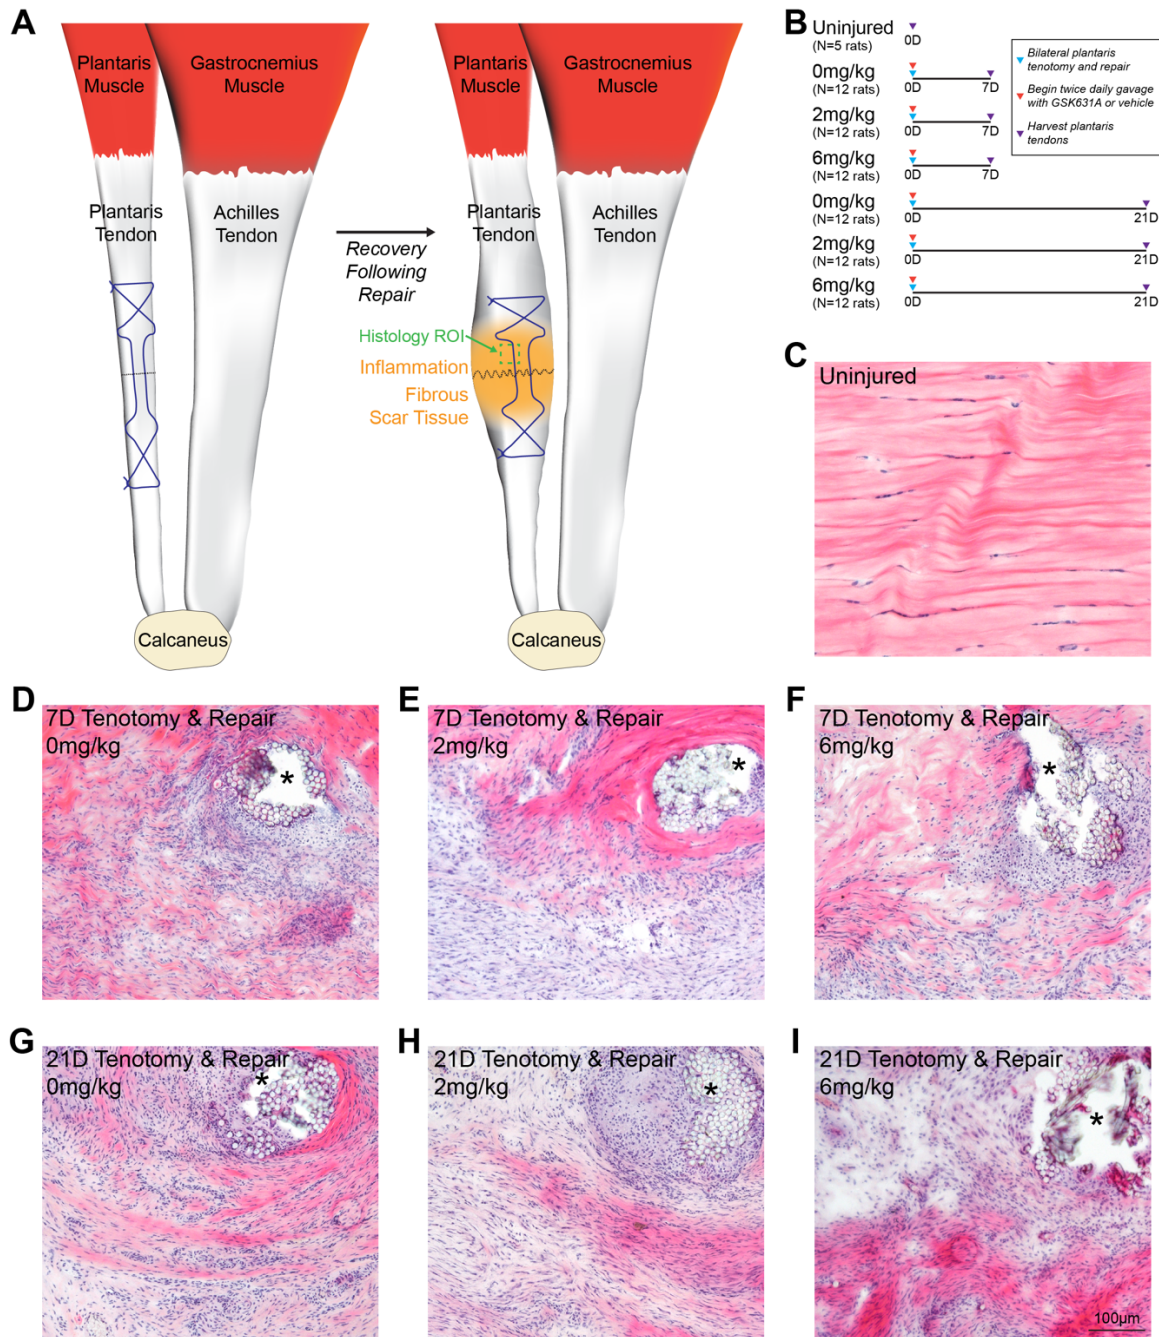 A
Plantaris
Muscle
Gastrocnemius
Muscle
Plantaris
Tendon
Achilles
Tendon
Recovery
Following
Repair
Plantaris
Muscle
Gastrocnemius
Muscle
Plantaris
Tendon
Achilles
Tendon
Histology ROI
Inflammation
Fibrous
Scar Tissue
Calcaneus
Calcaneus
B
Uninjured
(N=5 rats)
0D
0mg/kg
(N=12 rats)
0D
7D
2mg/kg
(N=12 rats)
0D
7D
6mg/kg
(N=12 rats)
0D
7D
0mg/kg
(N=12 rats)
0D
21D
2mg/kg
(N=12 rats)
0D
21D
6mg/kg
(N=12 rats)
0D
21D
Bilateral plantaris
tenotomy and repair
Begin twice daily gavage
with GSK631A or vehicle
Harvest plantaris
tendons
C
Uninjured
D
7D Tenotomy & Repair
0mg/kg
*
E
7D Tenotomy & Repair
2mg/kg
*
F
7D Tenotomy & Repair
6mg/kg
*
G
21D Tenotomy & Repair
0mg/kg
*
H
21D Tenotomy & Repair
2mg/kg
*
I
21D Tenotomy & Repair
6mg/kg
*
100µm